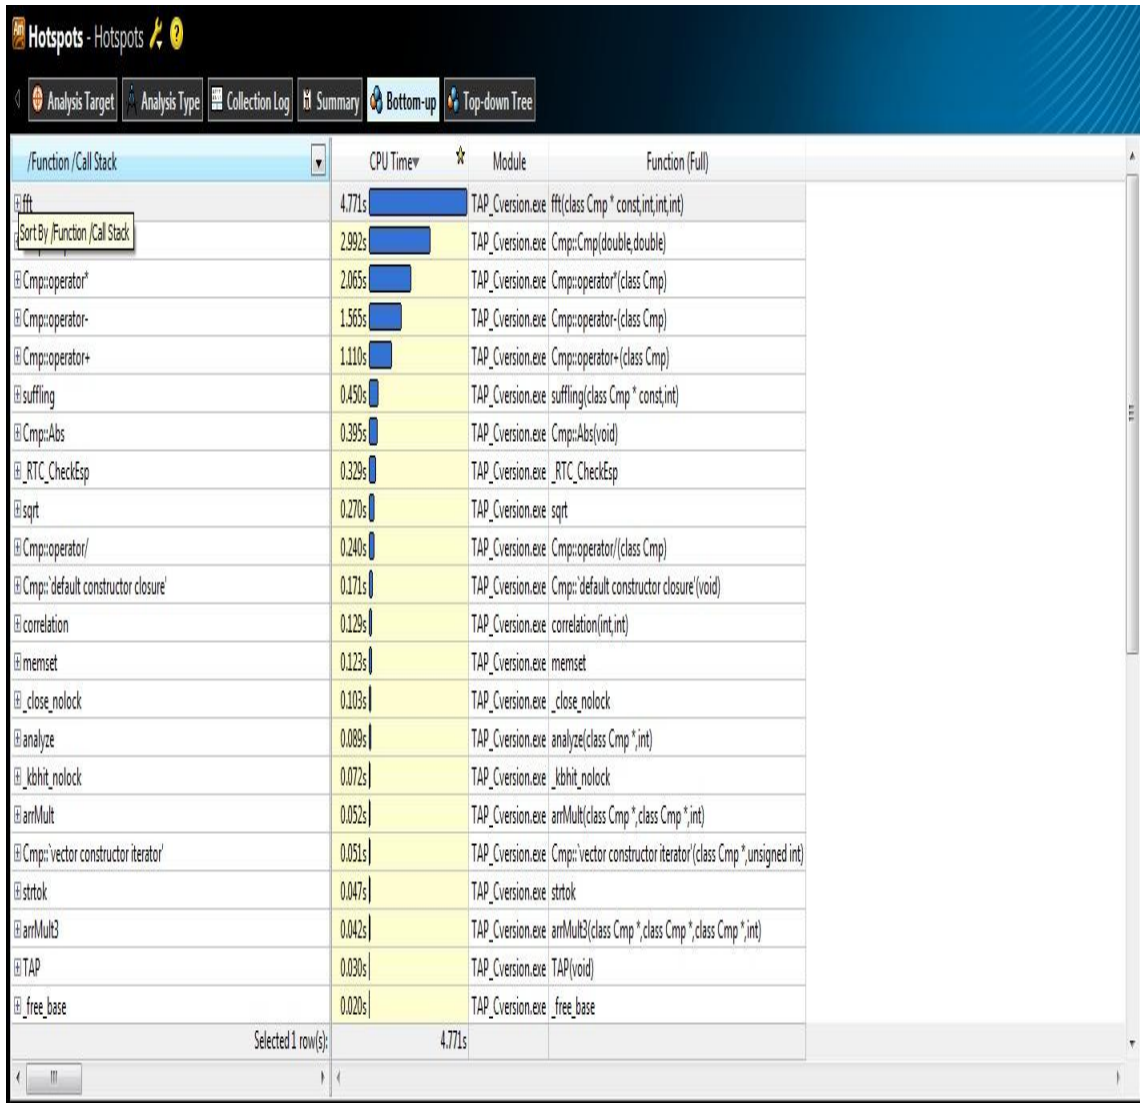 Hotspots - Hotspots
Analysis Target Analysis Type Collection Log Summary Bottom-up Top-down Tree
/Function /Call Stack CPU Time Module Function (Full)
fft 4.771s TAP_Cversion.exe fft(class Cmp * const,int,int,int)
Sort By /Function /Call Stack 2.992s TAP_Cversion.exe Cmp::Cmp(double,double)
Cmp::operator* 2.065s TAP_Cversion.exe Cmp::operator*(class Cmp)
Cmp::operator- 1.565s TAP_Cversion.exe Cmp::operator-(class Cmp)
Cmp::operator+ 1.110s TAP_Cversion.exe Cmp::operator+(class Cmp)
suffling 0.450s TAP_Cversion.exe suffling(class Cmp * const,int)
Cmp::Abs 0.395s TAP_Cversion.exe Cmp::Abs(void)
_RTC_CheckEsp 0.329s TAP_Cversion.exe _RTC_CheckEsp
sqrt 0.270s TAP_Cversion.exe sqrt
Cmp::operator/ 0.240s TAP_Cversion.exe Cmp::operator/(class Cmp)
Cmp::`default constructor closure' 0.171s TAP_Cversion.exe Cmp::`default constructor closure'(void)
correlation 0.129s TAP_Cversion.exe correlation(int,int)
memset 0.123s TAP_Cversion.exe memset
_close_nolock 0.103s TAP_Cversion.exe _close_nolock
analyze 0.089s TAP_Cversion.exe analyze(class Cmp *,int)
_kbhit_nolock 0.072s TAP_Cversion.exe _kbhit_nolock
arrMult 0.052s TAP_Cversion.exe arrMult(class Cmp *,class Cmp *,int)
Cmp::`vector constructor iterator' 0.051s TAP_Cversion.exe Cmp::`vector constructor iterator'(class Cmp *,unsigned int)
strtok 0.047s TAP_Cversion.exe strtok
arrMult3 0.042s TAP_Cversion.exe arrMult3(class Cmp *,class Cmp *,class Cmp *,int)
TAP 0.030s TAP_Cversion.exe TAP(void)
_free_base 0.020s TAP_Cversion.exe _free_base
Selected 1 row(s): 4.771s